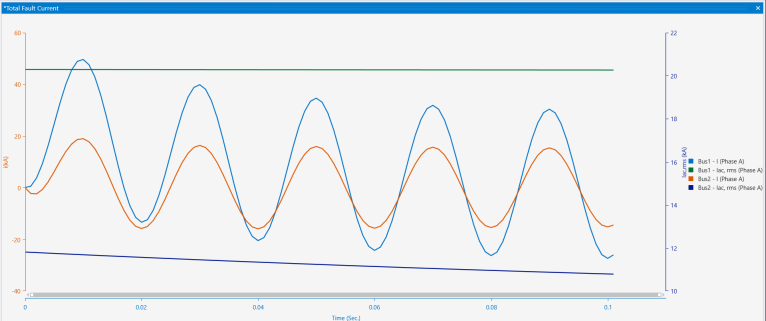 *Total Fault Current
60
40
20
0
-20
-40
i(kA)
22
20
18
16
14
12
10
Iac,rms (kA)
0
0.02
0.04
0.06
0.08
0.1
Time (Sec.)
Bus1 - I (Phase A)
Bus1 - Iac, rms (Phase A)
Bus2 - I (Phase A)
Bus2 - Iac, rms (Phase A)